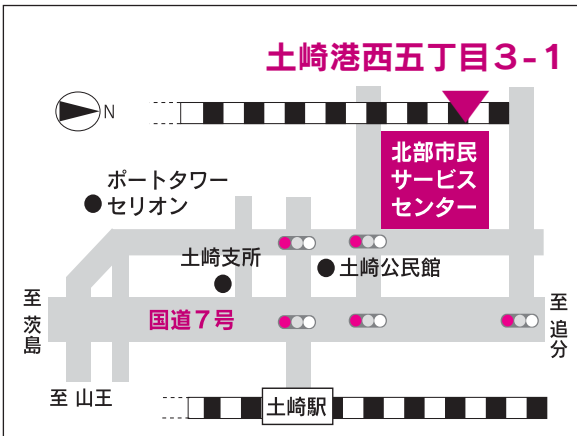 土崎港西五丁目3-1
N
北部市民
サービス
センター
ポートタワー
セリオン
土崎支所
土崎公民館
至
茨
島
国道7号
至
追
分
至 山王
土崎駅